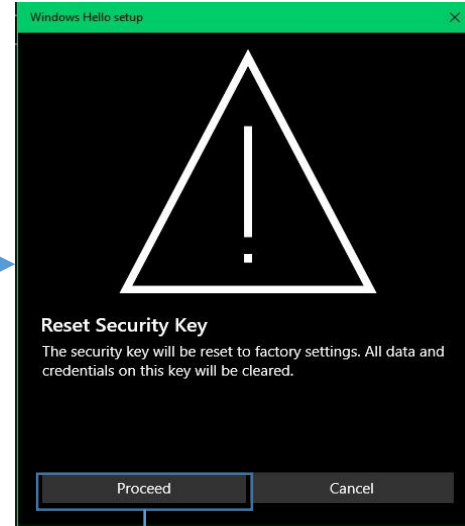 Windows Hello setup
Reset Security Key
The security key will be reset to factory settings. All data and
credentials on this key will be cleared.
Proceed
Cancel